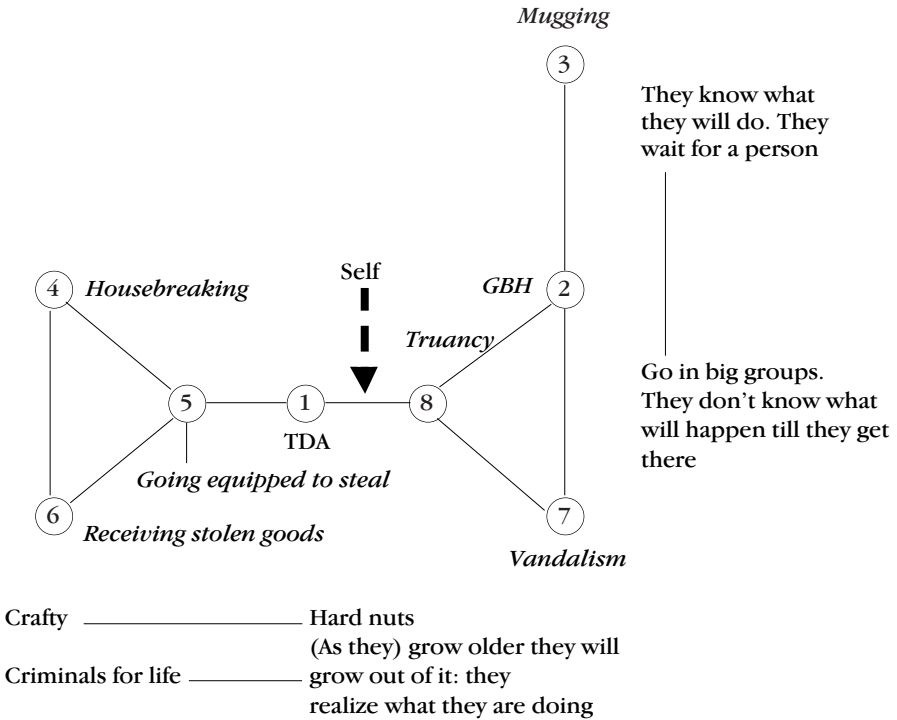 Mugging
3
They know what
they will do. They
wait for a person
Self
4
Housebreaking
GBH
2
Truancy
5
1
8
TDA
Go in big groups.
They don't know what
will happen till they get
there
Going equipped to steal
6
Receiving stolen goods
7
Vandalism
Crafty
Hard nuts
(As they) grow older they will
Criminals for life
grow out of it: they
realize what they are doing